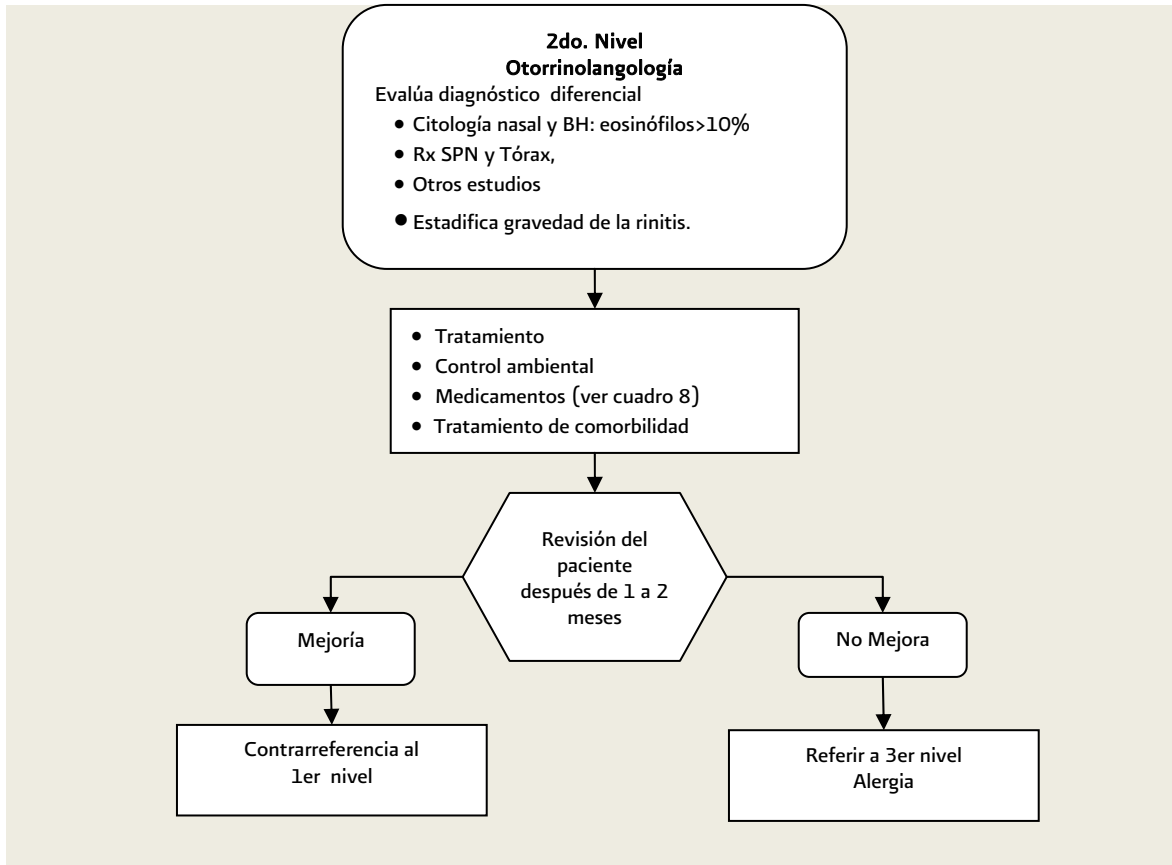 2do. Nivel
Otorrinolangología
Evalúa diagnóstico diferencial
• Citología nasal y BH: eosinófilos>10%
• Rx SPN y Tórax,
• Otros estudios
• Estadifica gravedad de la rinitis.
• Tratamiento
• Control ambiental
• Medicamentos (ver cuadro 8)
• Tratamiento de comorbilidad
Revisión del
paciente
después de 1 a 2
meses
Mejoría
No Mejora
Contrarreferencia al
1er nivel
Referir a 3er nivel
Alergia